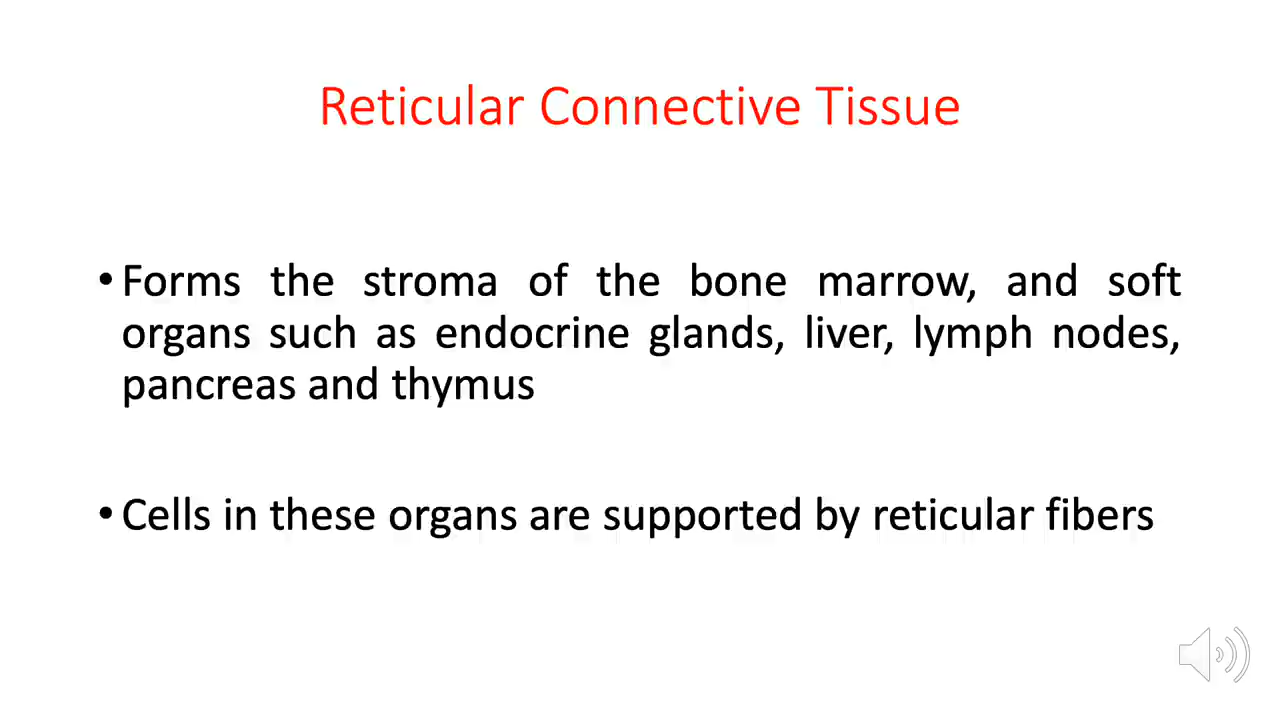 Reticular Connective Tissue
• Forms the stroma of the bone marrow, and soft
organs such as endocrine glands, liver, lymph nodes,
pancreas and thymus
• Cells in these organs are supported by reticular fibers